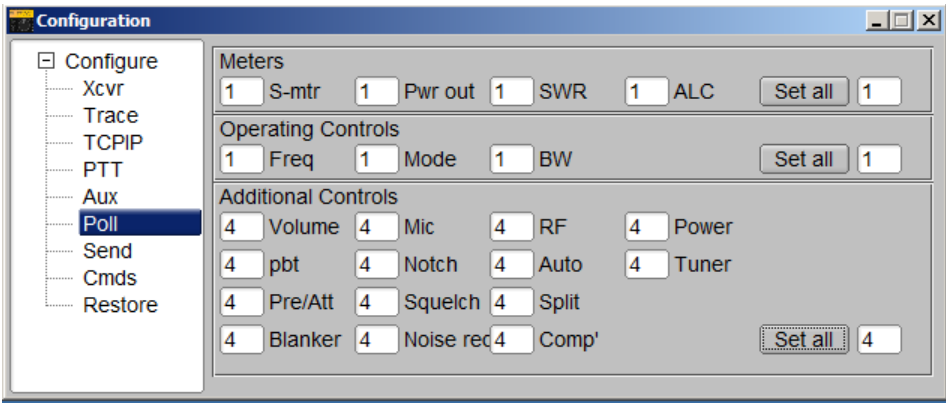 Configuration
Configure
Xcvr
Trace
TCPIP
PTT
Aux
Poll
Send
Cmds
Restore
Meters
1 S-mtr 1 Pwr out 1 SWR 1 ALC Set all 1
Operating Controls
1 Freq 1 Mode 1 BW Set all 1
Additional Controls
4 Volume 4 Mic 4 RF 4 Power
4 pbt 4 Notch 4 Auto 4 Tuner
4 Pre/Att 4 Squelch 4 Split
4 Blanker 4 Noise red 4 Comp' Set all 4